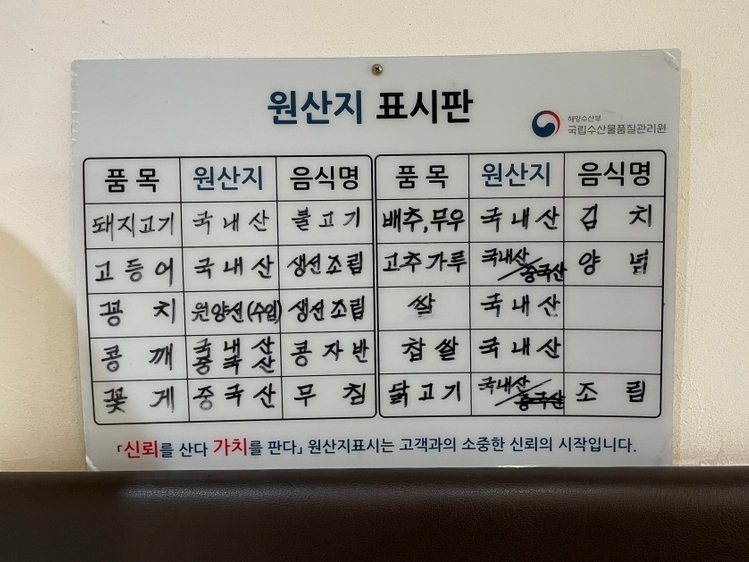 원산지 표시판
해양수산부
국립수산물품질관리원
품목 원산지 음식명 품목 원산지 음식명
돼지고기 국내산 불고기 배추,무우 국내산 김치
고등어 국내산 생선조림 고추가루 국내산/중국산 양념
꽁치 원양산(수입) 생선조림 쌀 국내산
콩깨 국내산 중국산 콩자반 찹쌀 국내산
꽃게 중국산 무침 닭고기 국내산/중국산 조림
「신뢰를 산다 가치를 판다」 원산지표시는 고객과의 소중한 신뢰의 시작입니다.